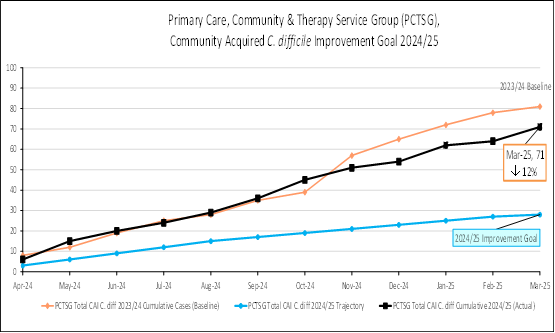 Primary Care, Community & Therapy Service Group (PCTSG),
Community Acquired C. difficile Improvement Goal 2024/25
100
90
80
70
60
50
40
30
20
10
0
2023/24 Baseline
Mar-25, 71
↓ 12%
2024/25 Improvement Goal
Apr-24 May-24 Jun-24 Jul-24 Aug-24 Sep-24 Oct-24 Nov-24 Dec-24 Jan-25 Feb-25 Mar-25
PCTSG Total CAI C. diff 2023/24 Cumulative Cases (Baseline) PCTSG Total CAI C. diff 2024/25 Trajectory PCTSG Total CAI C. diff Cumulative 2024/25 (Actual)